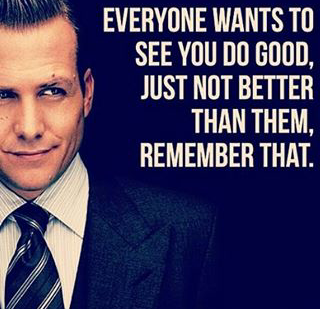 EVERYONE WANTS TO
SEE YOU DO GOOD,
JUST NOT BETTER
THAN THEM,
REMEMBER THAT.